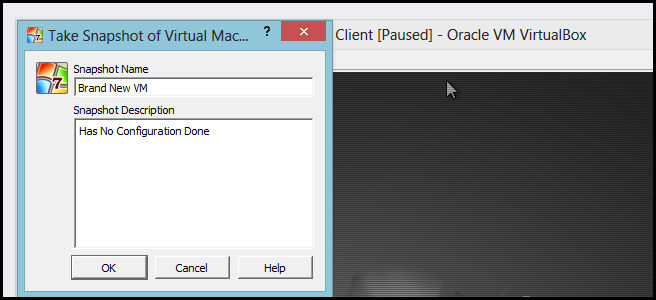 Take Snapshot of Virtual Mac... ?
Client [Paused] - Oracle VM VirtualBox
7
Snapshot Name
Brand New VM
Snapshot Description
Has No Configuration Done
OK Cancel Help